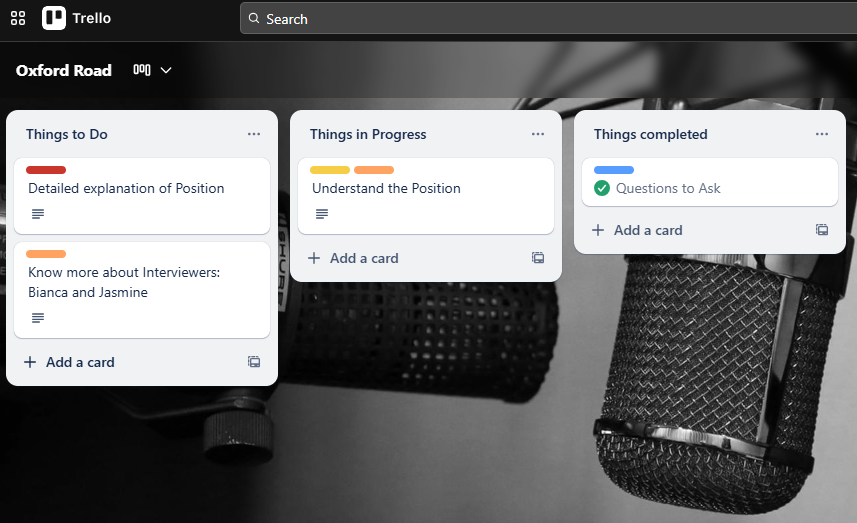 Trello
Search
Oxford Road
Things to Do
Detailed explanation of Position
Know more about Interviewers:
Bianca and Jasmine
+ Add a card
Things in Progress
Understand the Position
+ Add a card
Things completed
Questions to Ask
+ Add a card
SHURE